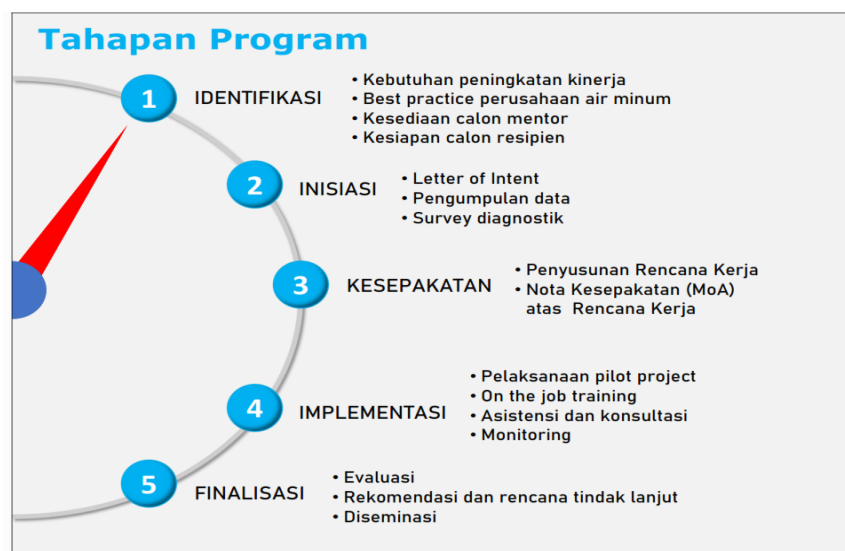 Tahapan Program
1
IDENTIFIKASI
• Kebutuhan peningkatan kinerja
• Best practice perusahaan air minum
• Kesediaan calon mentor
• Kesiapan calon resipien
2
INISIASI
• Letter of Intent
• Pengumpulan data
• Survey diagnostik
3
KESEPAKATAN
• Penyusunan Rencana Kerja
• Nota Kesepakatan (MoA)
atas Rencana Kerja
4
IMPLEMENTASI
• Pelaksanaan pilot project
• On the job training
• Asistensi dan konsultasi
• Monitoring
5
FINALISASI
• Evaluasi
• Rekomendasi dan rencana tindak lanjut
• Diseminasi